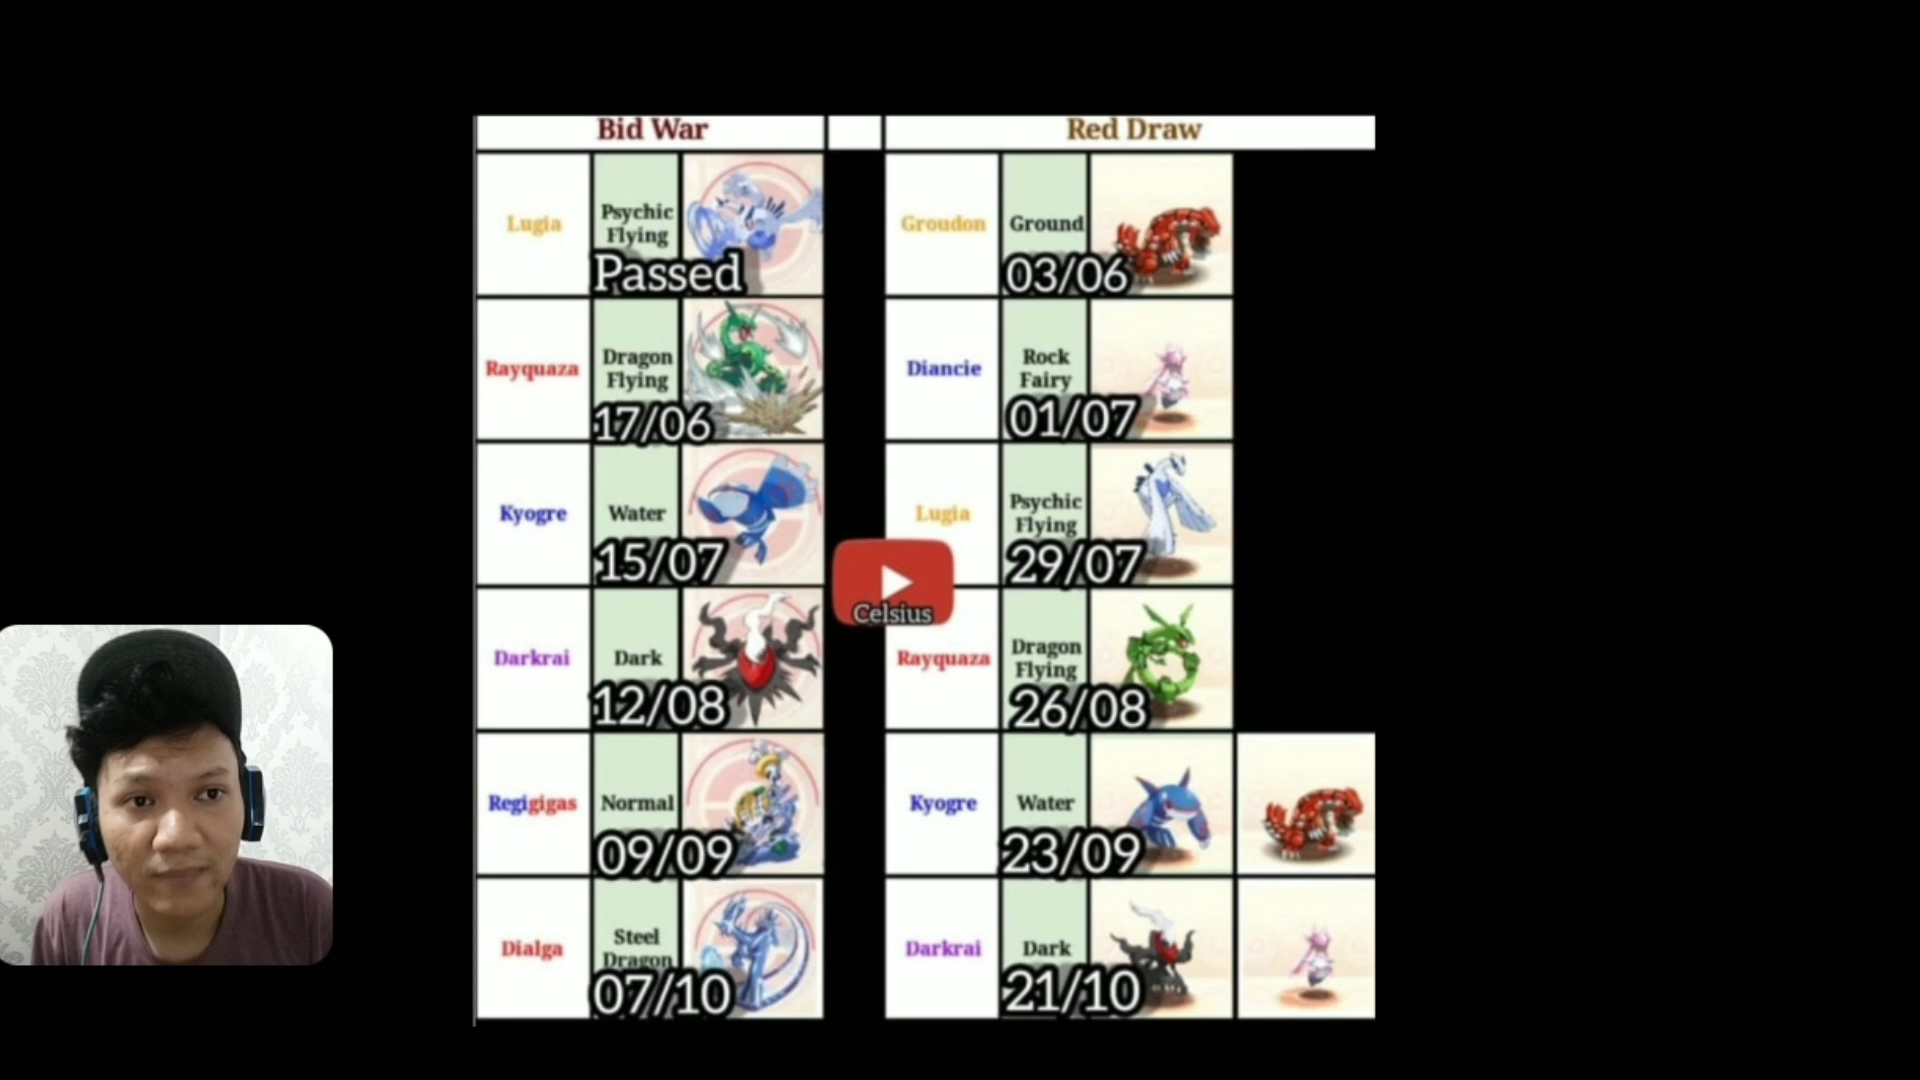 Bid War
Red Draw
Lugia
Psychic
Flying
Passed
Groudon
Ground
03/06
Rayquaza
Dragon
Flying
17/06
Diancie
Rock
Fairy
01/07
Kyogre
Water
15/07
Lugia
Psychic
Flying
29/07
Celsius
Darkrai
Dark
12/08
Rayquaza
Dragon
Flying
26/08
Regigigas
Normal
09/09
Kyogre
Water
23/09
Dialga
Steel
Dragon
07/10
Darkrai
Dark
21/10